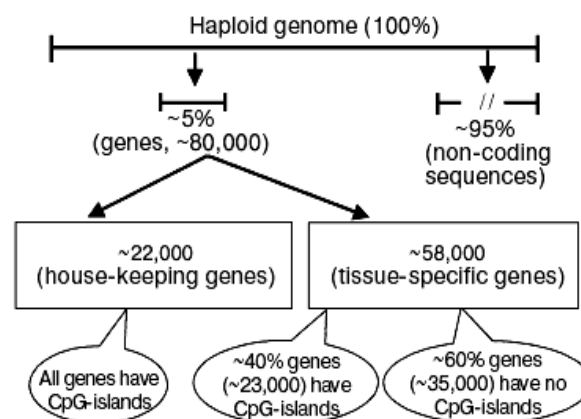 Haploid genome (100%)
~5%
(genes, ~80,000)
//
~95%
(non-coding
sequences)
~22,000
(house-keeping genes)
~58,000
(tissue-specific genes)
All genes have
CpG-islands
~40% genes
(~23,000) have
CpG-islands
~60% genes
(~35,000) have no
CpG-islands